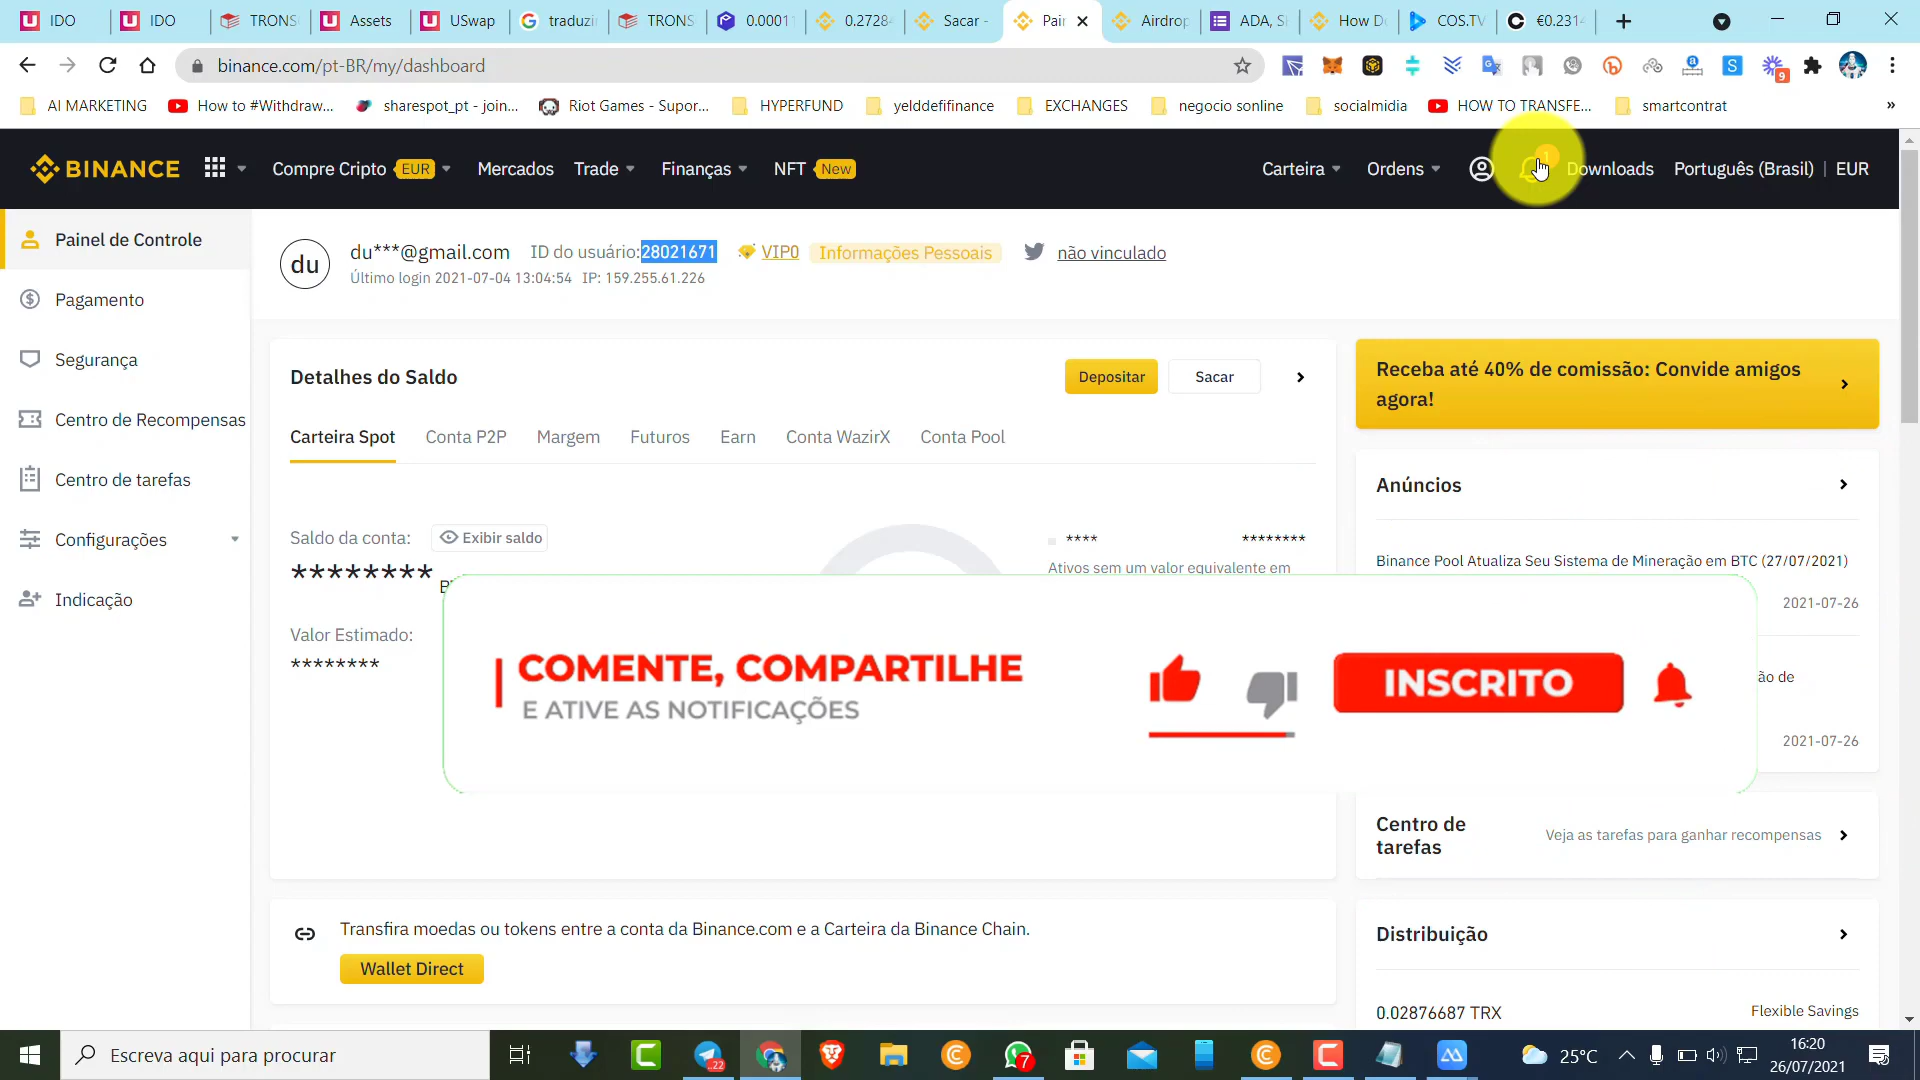 IDO
IDO
TRONS
Assets
USwap
traduzi
TRONS
0.0001
0.2728
Sacar -
Pai
Airdrop
ADA, S
How D
COS.TV
€0.2314
binance.com/pt-BR/my/dashboard
9
AI MARKETING
How to #Withdraw...
sharespot_pt - join...
Riot Games - Supor...
HYPERFUND
yelddefifinance
EXCHANGES
negocio sonline
socialmidia
HOW TO TRANSFE...
smartcontrat
»
BINANCE
Compre Cripto EUR
Mercados
Trade
Finanças
NFT New
Carteira
Ordens
1
Downloads
Português (Brasil) | EUR
Painel de Controle
Pagamento
Segurança
Centro de Recompensas
Centro de tarefas
Configurações
Indicação
du
du***@gmail.com ID do usuário:28021671 VIP0 Informações Pessoais não vinculado
Último login 2021-07-04 13:04:54 IP: 159.255.61.226
Detalhes do Saldo
Depositar
Sacar
Carteira Spot
Conta P2P
Margem
Futuros
Earn
Conta WazirX
Conta Pool
Saldo da conta: Exibir saldo
********
Valor Estimado:
********
**** ********
Ativos sem um valor equivalente em
COMENTE, COMPARTILHE
E ATIVE AS NOTIFICAÇÕES
INSCRITO
Receba até 40% de comissão: Convide amigos
agora!
Anúncios
Binance Pool Atualiza Seu Sistema de Mineração em BTC (27/07/2021)
2021-07-26
ão de
2021-07-26
Centro de
tarefas
Veja as tarefas para ganhar recompensas
Transfira moedas ou tokens entre a conta da Binance.com e a Carteira da Binance Chain.
Wallet Direct
Distribuição
0.02876687 TRX Flexible Savings
Escreva aqui para procurar
22
7
25°C
16:20
26/07/2021